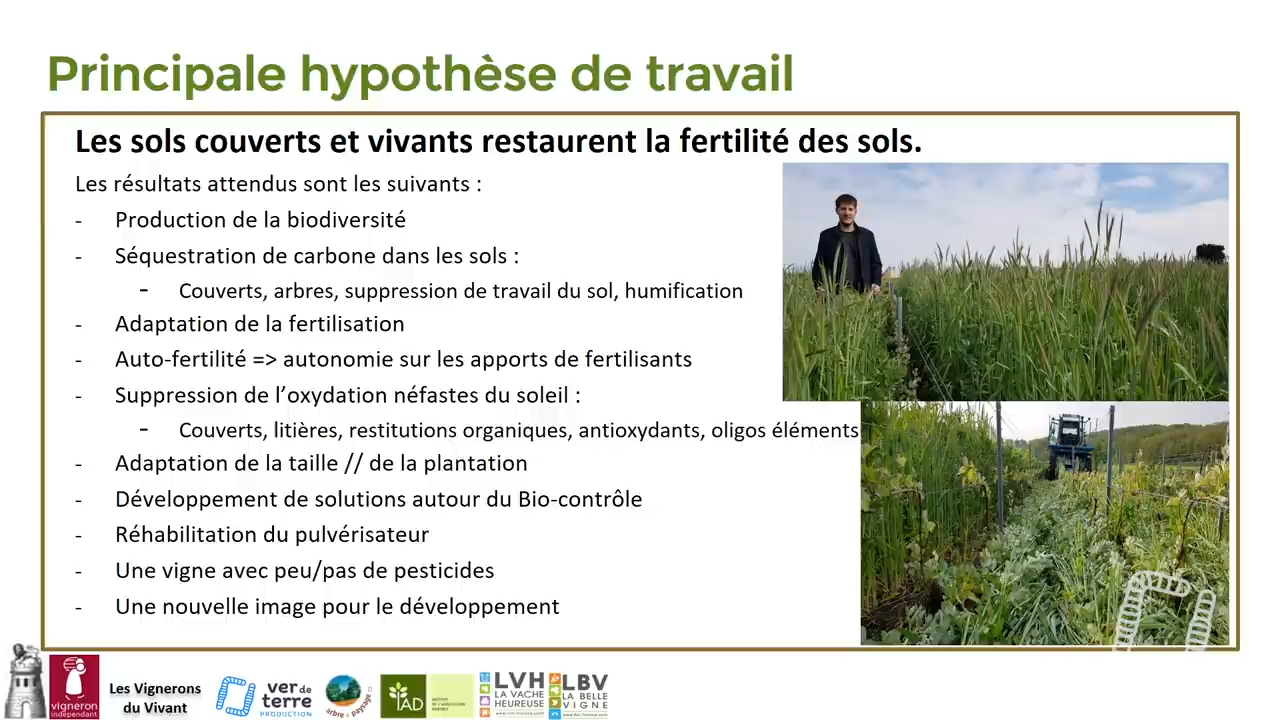 Principale hypothèse de travail
Les sols couverts et vivants restaurent la fertilité des sols.
Les résultats attendus sont les suivants :
- Production de la biodiversité
- Séquestration de carbone dans les sols :
- Couverts, arbres, suppression de travail du sol, humification
- Adaptation de la fertilisation
- Auto-fertilité => autonomie sur les apports de fertilisants
- Suppression de l’oxydation néfastes du soleil :
- Couverts, litières, restitutions organiques, antioxydants, oligos éléments
- Adaptation de la taille // de la plantation
- Développement de solutions autour du Bio-contrôle
- Réhabilitation du pulvérisateur
- Une vigne avec peu/pas de pesticides
- Une nouvelle image pour le développement
vigneron
indépendant
Les Vignerons
du Vivant
ver de
terre
PRODUCTION
arbre & paysage
IAD
LVH
LA VACHE
HEUREUSE
LBV
LA BELLE
VIGNE